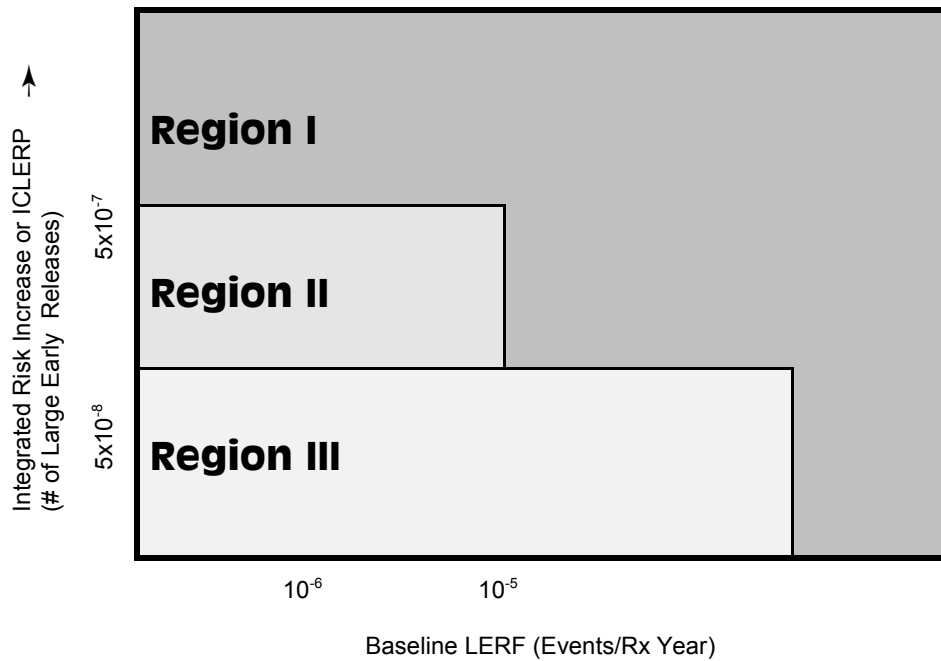 Integrated Risk Increase or ICLERP
(# of Large Early Releases)
5x10⁻⁷
5x10⁻⁸
Region I
Region II
Region III
10⁻⁶
10⁻⁵
Baseline LERF (Events/Rx Year)